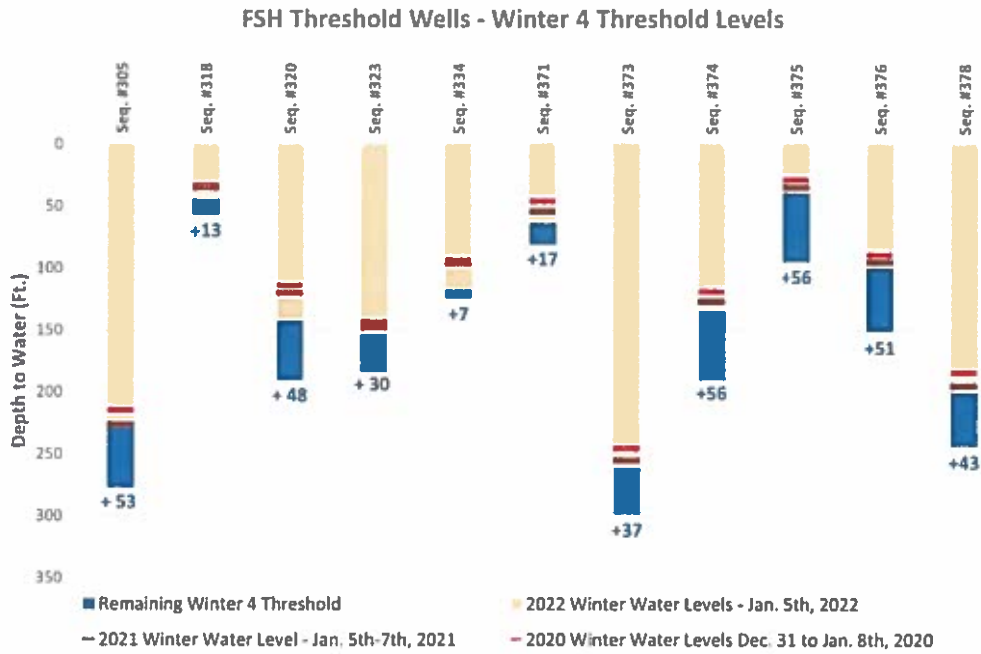 FSH Threshold Wells - Winter 4 Threshold Levels
Seq. #305
Seq. #318
Seq. #320
Seq. #323
Seq. #334
Seq. #371
Seq. #373
Seq. #374
Seq. #375
Seq. #376
Seq. #378
Depth to Water (Ft.)
0
50
100
150
200
250
300
350
+ 53
+13
+ 48
+ 30
+7
+17
+37
+56
+56
+51
+43
Remaining Winter 4 Threshold
2022 Winter Water Levels - Jan. 5th, 2022
2021 Winter Water Level - Jan. 5th-7th, 2021
2020 Winter Water Levels Dec. 31 to Jan. 8th, 2020